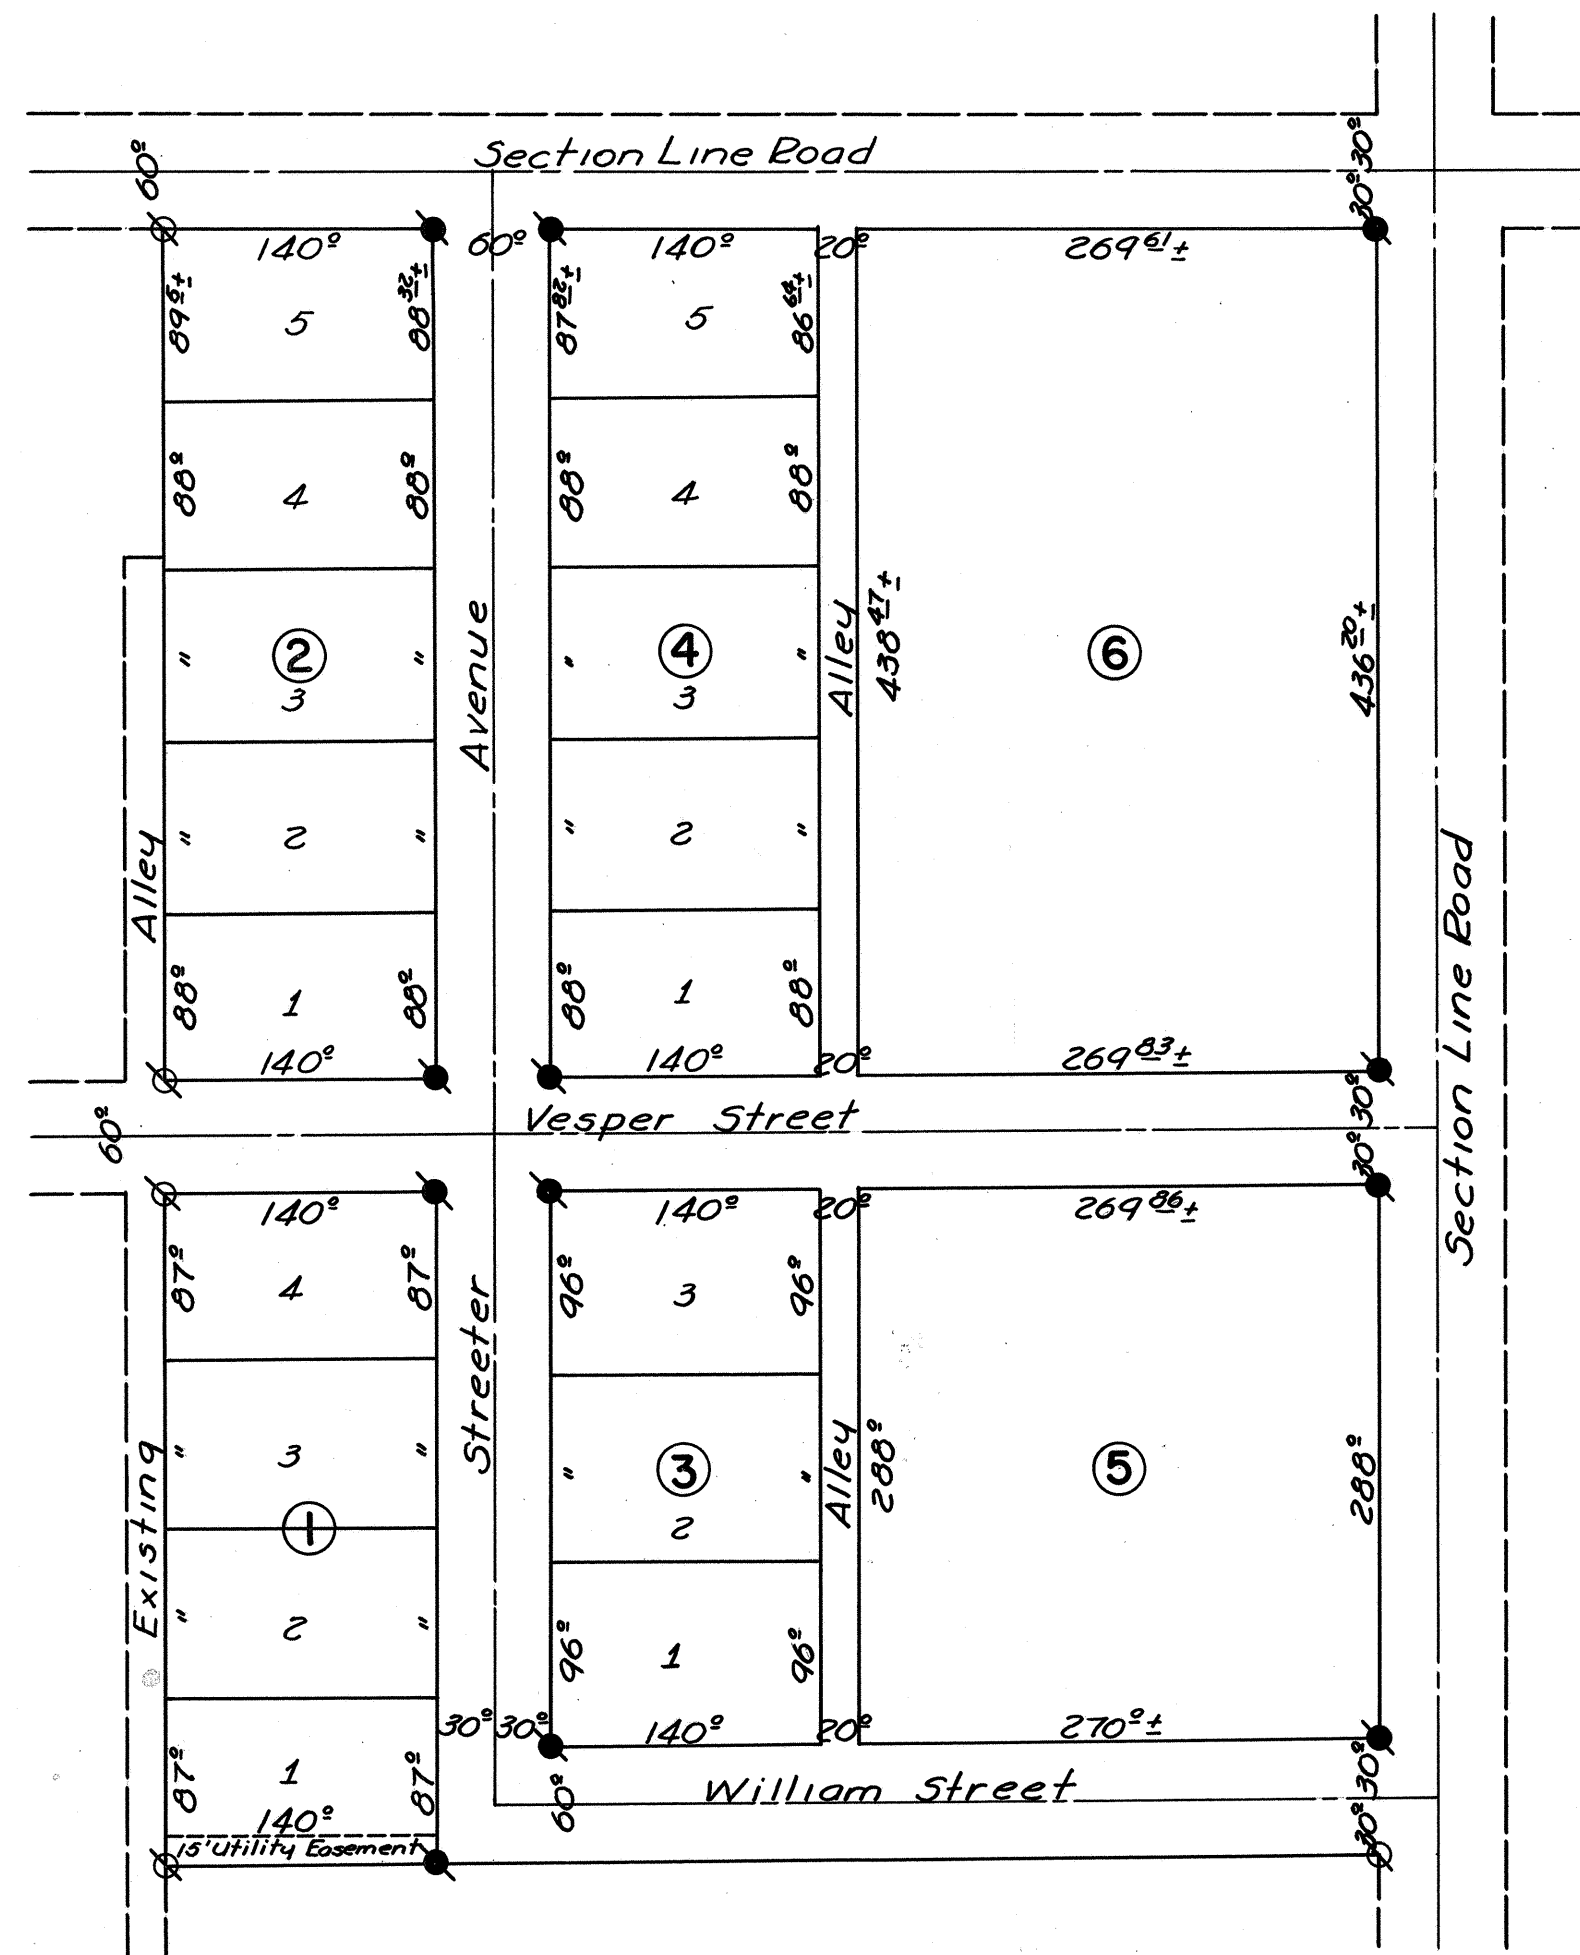 Section Line Road
60º
30º 30º
140º
60º
140º
20º
269 61±
89 5±
5
88 32±
87 82±
5
86 64±
88º
4
88º
88º
4
88º
"
2
"
"
4
"
3
3
Avenue
Alley
438 47±
6
436 20±
"
2
"
"
2
"
Alley
88º
1
88º
88º
1
88º
140º
140º
20º
269 83±
Section Line Road
60º
Vesper Street
30º 30º
140º
140º
20º
269 86±
87º
4
87º
96º
3
96º
Streeter
Existing
"
3
"
"
3
"
2
Alley
288º
5
288º
1
"
2
"
96º
1
96º
30º 30º
140º
20º
270º±
87º
1
87º
140º
60º
William Street
30º 30º
15' Utility Easement